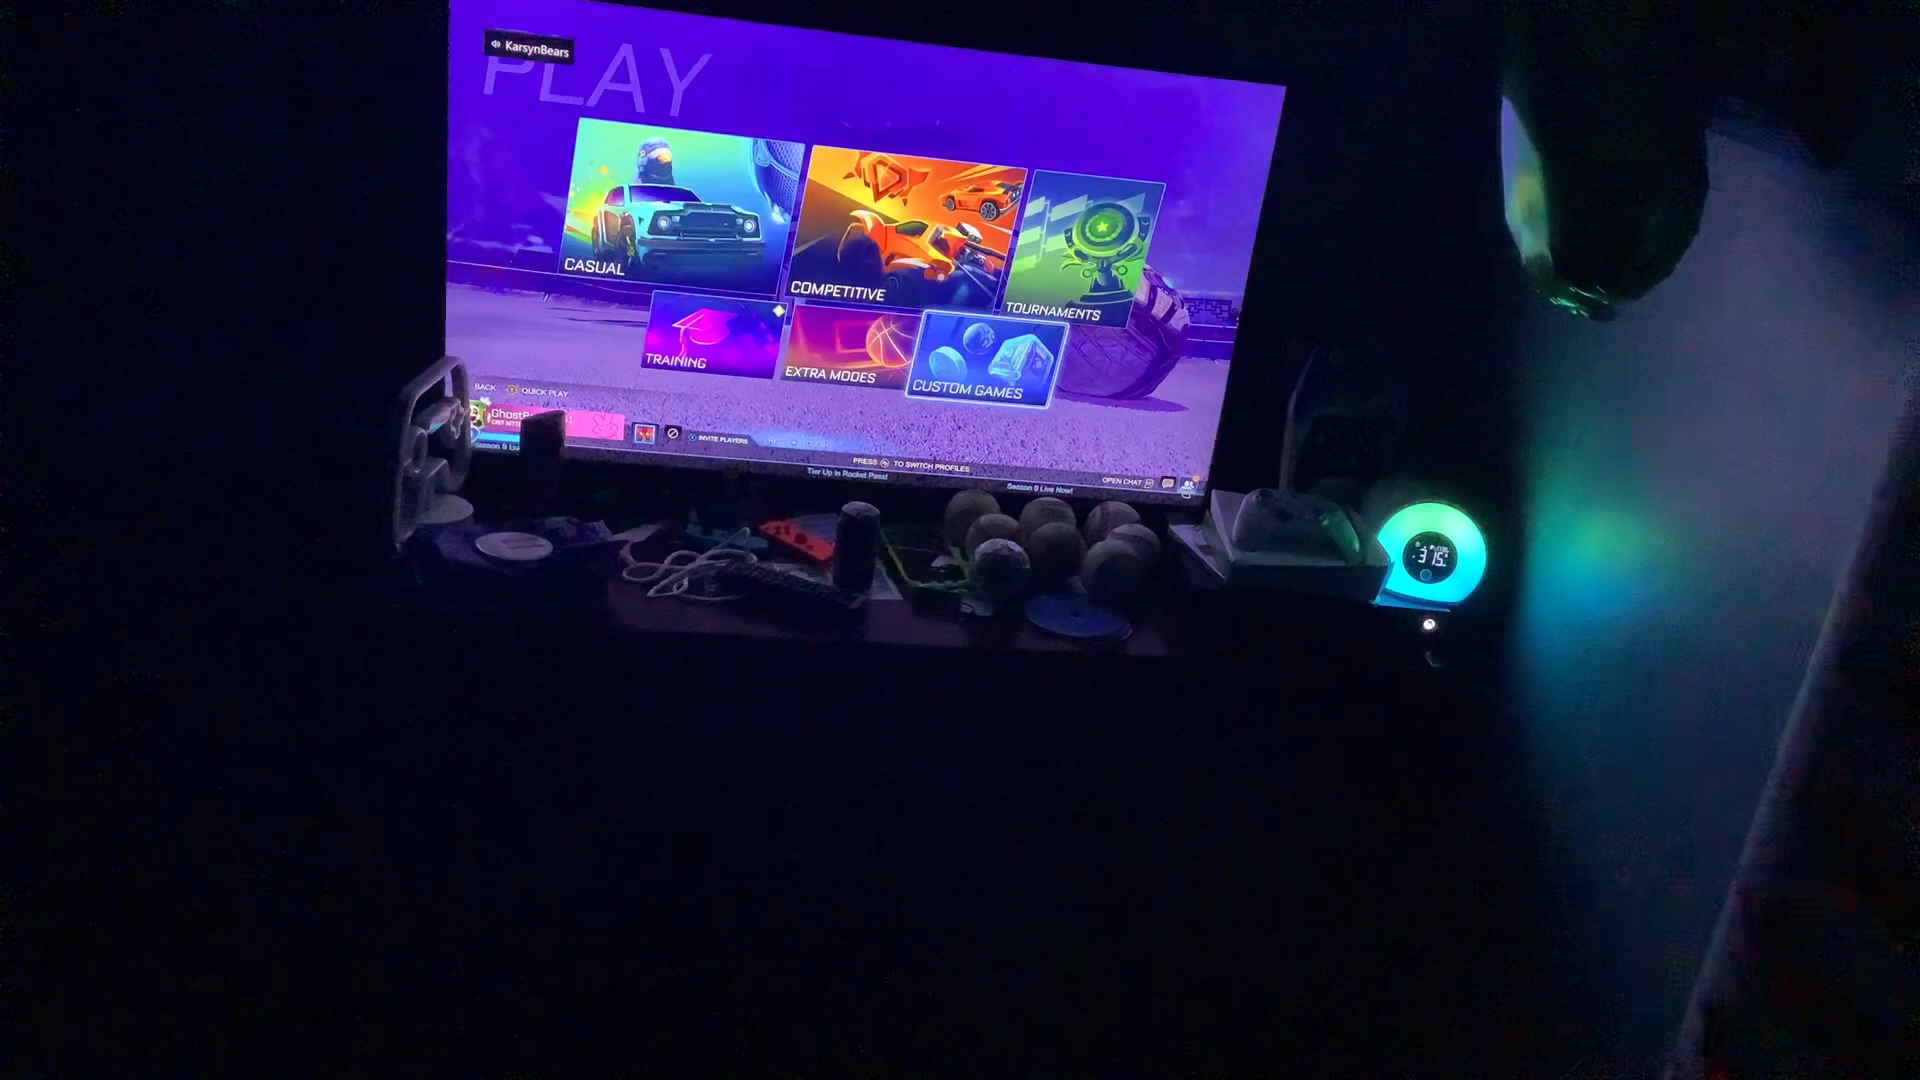 KarsynBears
PLAY
CASUAL
COMPETITIVE
TOURNAMENTS
TRAINING
EXTRA MODES
CUSTOM GAMES
BACK
QUICK PLAY
INVITE PLAYERS
PRESS TO SWITCH PROFILES
Tier Up In Rocket Pass!
Season 9 Live Now!
OPEN CHAT